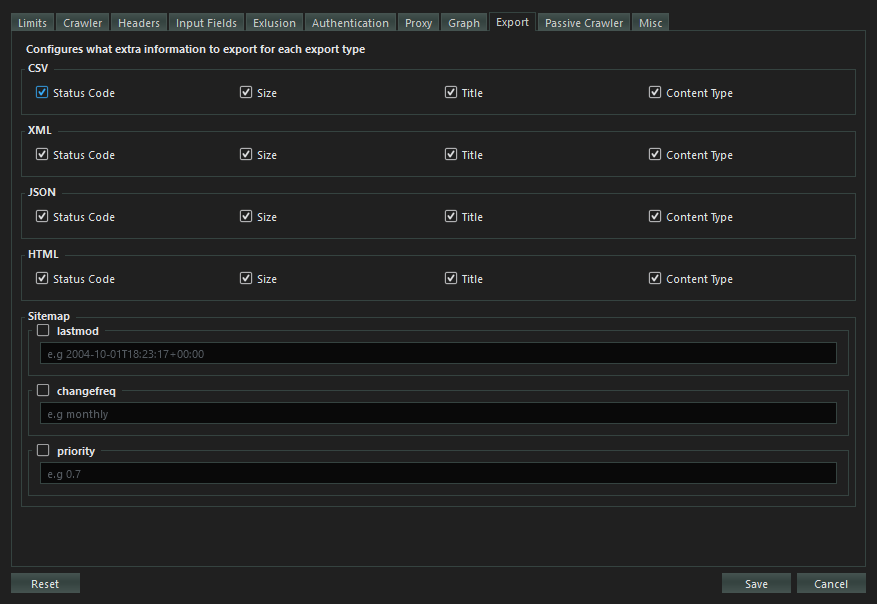 Limits Crawler Headers Input Fields Exlusion Authentication Proxy Graph Export Passive Crawler Misc
Configures what extra information to export for each export type
CSV
Status Code Size Title Content Type
XML
Status Code Size Title Content Type
JSON
Status Code Size Title Content Type
HTML
Status Code Size Title Content Type
Sitemap
lastmod
e.g 2004-10-01T18:23:17+00:00
changefreq
e.g monthly
priority
e.g 0.7
Reset Save Cancel